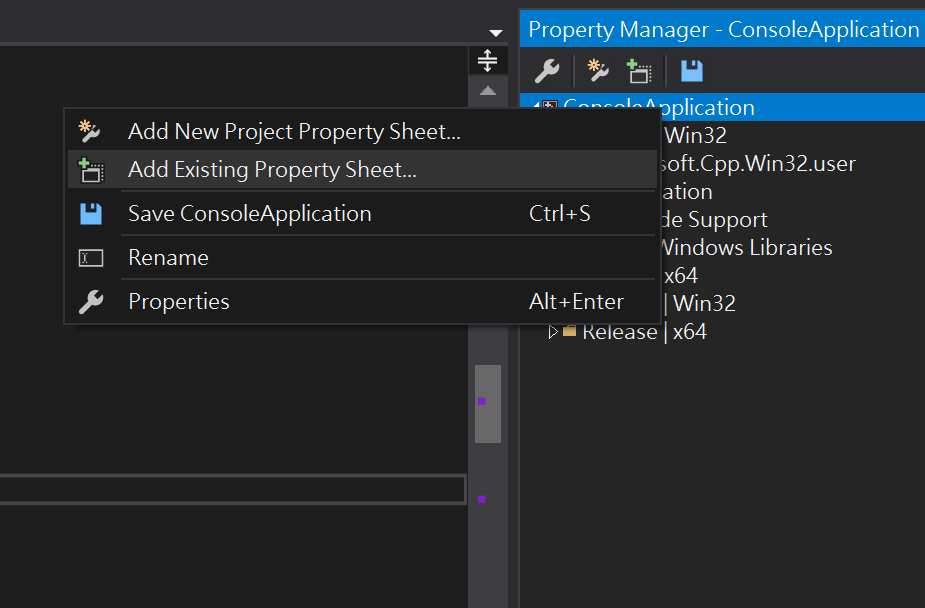 Property Manager - ConsoleApplication
ConsoleApplication
Add New Project Property Sheet...
Add Existing Property Sheet...
Save ConsoleApplication Ctrl+S
Rename
Properties Alt+Enter
Win32
soft.Cpp.Win32.user
ation
de Support
Windows Libraries
x64
| Win32
Release | x64